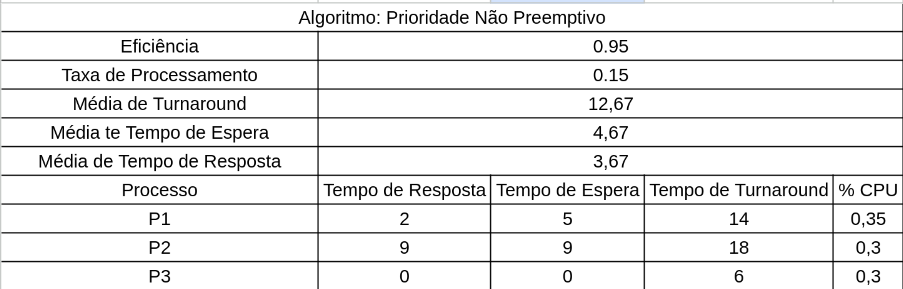 Algoritmo: Prioridade Não Preemptivo
Eficiência 0.95
Taxa de Processamento 0.15
Média de Turnaround 12,67
Média te Tempo de Espera 4,67
Média de Tempo de Resposta 3,67
Processo Tempo de Resposta Tempo de Espera Tempo de Turnaround % CPU
P1 2 5 14 0,35
P2 9 9 18 0,3
P3 0 0 6 0,3